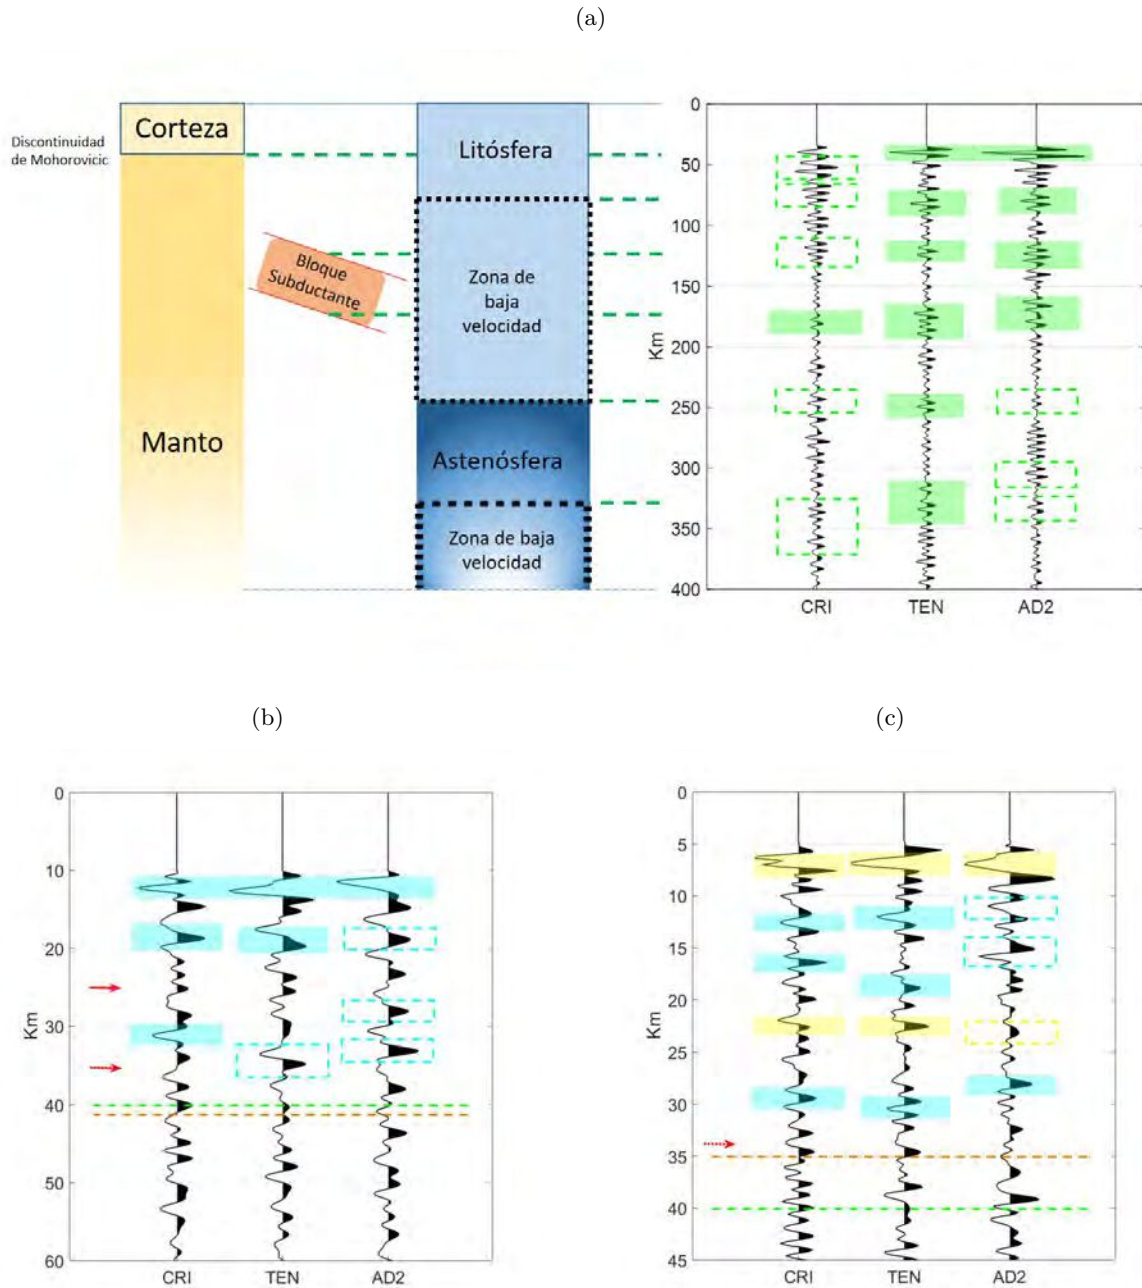 (a)
Corteza
Discontinuidad
de Mohorovicic
Manto
Bloque
Subductante
Litósfera
Zona de
baja
velocidad
Astenósfera
Zona de baja
velocidad
Km
0
50
100
150
200
250
300
350
400
CRI TEN AD2
(b)
Km
0
10
20
30
40
50
60
CRI TEN AD2
(c)
Km
0
5
10
15
20
25
30
35
40
45
CRI TEN AD2